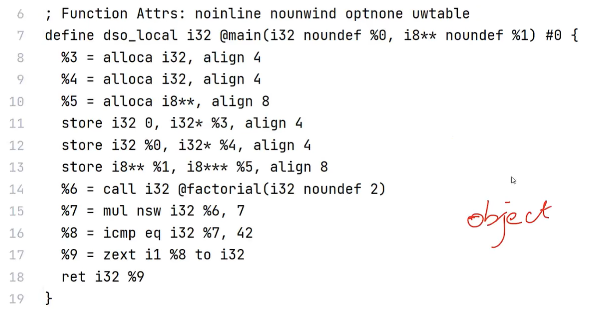 6 ; Function Attrs: noinline nounwind optnone uwtable
7 define dso_local i32 @main(i32 noundef %0, i8** noundef %1) #0 {
8 %3 = alloca i32, align 4
9 %4 = alloca i32, align 4
10 %5 = alloca i8**, align 8
11 store i32 0, i32* %3, align 4
12 store i32 %0, i32* %4, align 4
13 store i8** %1, i8*** %5, align 8
14 %6 = call i32 @factorial(i32 noundef 2)
15 %7 = mul nsw i32 %6, 7
16 %8 = icmp eq i32 %7, 42
17 %9 = zext i1 %8 to i32
18 ret i32 %9
19 }
object